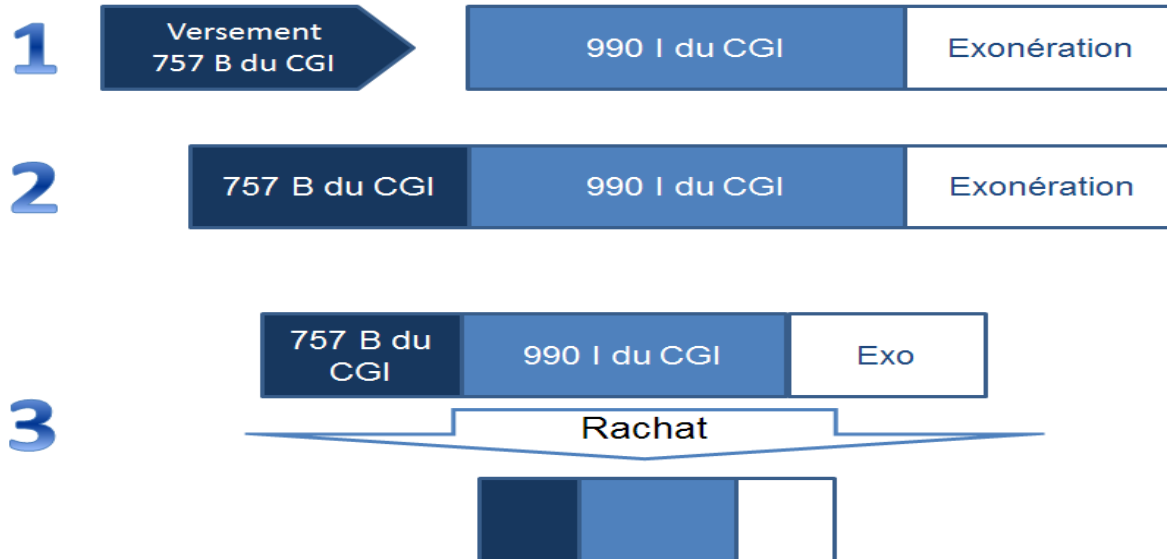 1
Versement
757 B du CGI
990 I du CGI
Exonération
2
757 B du CGI
990 I du CGI
Exonération
3
757 B du
CGI
990 I du CGI
Exo
Rachat